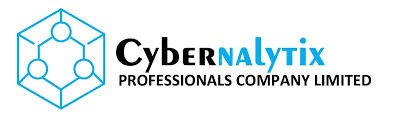 Cybernalytix
PROFESSIONALS COMPANY LIMITED